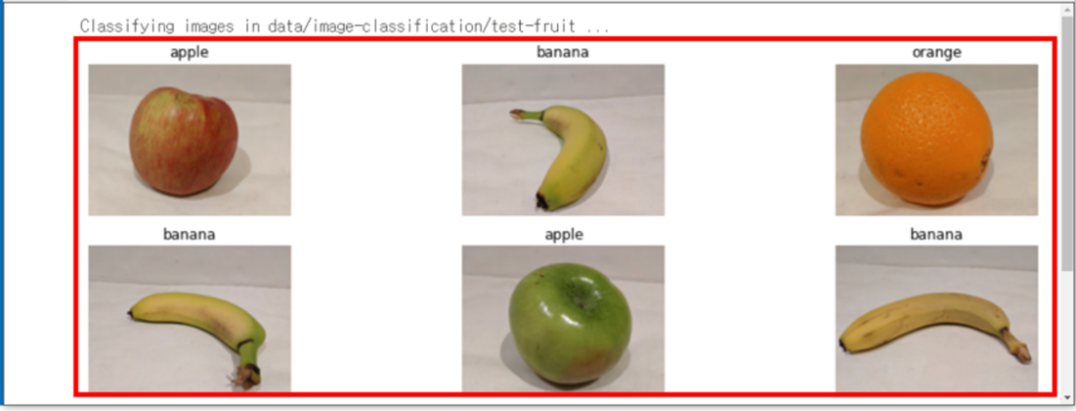 Classifying images in data/image-classification/test-fruit ...
apple banana orange
banana apple banana